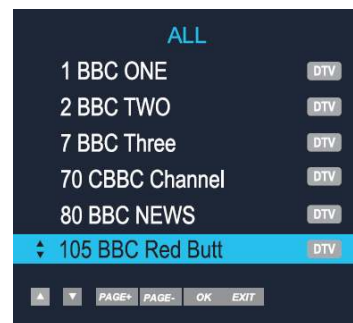 ALL
1 BBC ONE DTV
2 BBC TWO DTV
7 BBC Three DTV
70 CBBC Channel DTV
80 BBC NEWS DTV
105 BBC Red Butt DTV
PAGE+ PAGE- OK EXIT